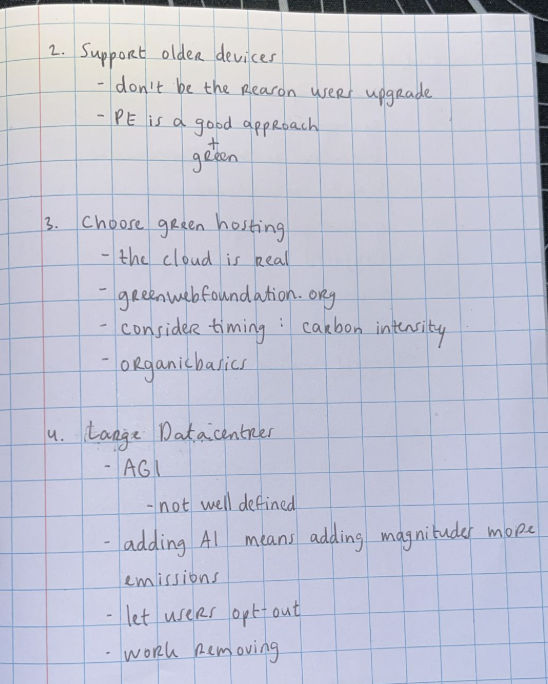 2. Support older devices
- don't be the reason users upgrade
- PE is a good approach
+
green
3. Choose green hosting
- the cloud is real
- greenwebfoundation.org
- consider timing : carbon intensity
- organicbasics
4. Large Datacentres
- AGI
- not well defined
- adding AI means adding magnitudes more
emissions
- let users opt-out
- work removing